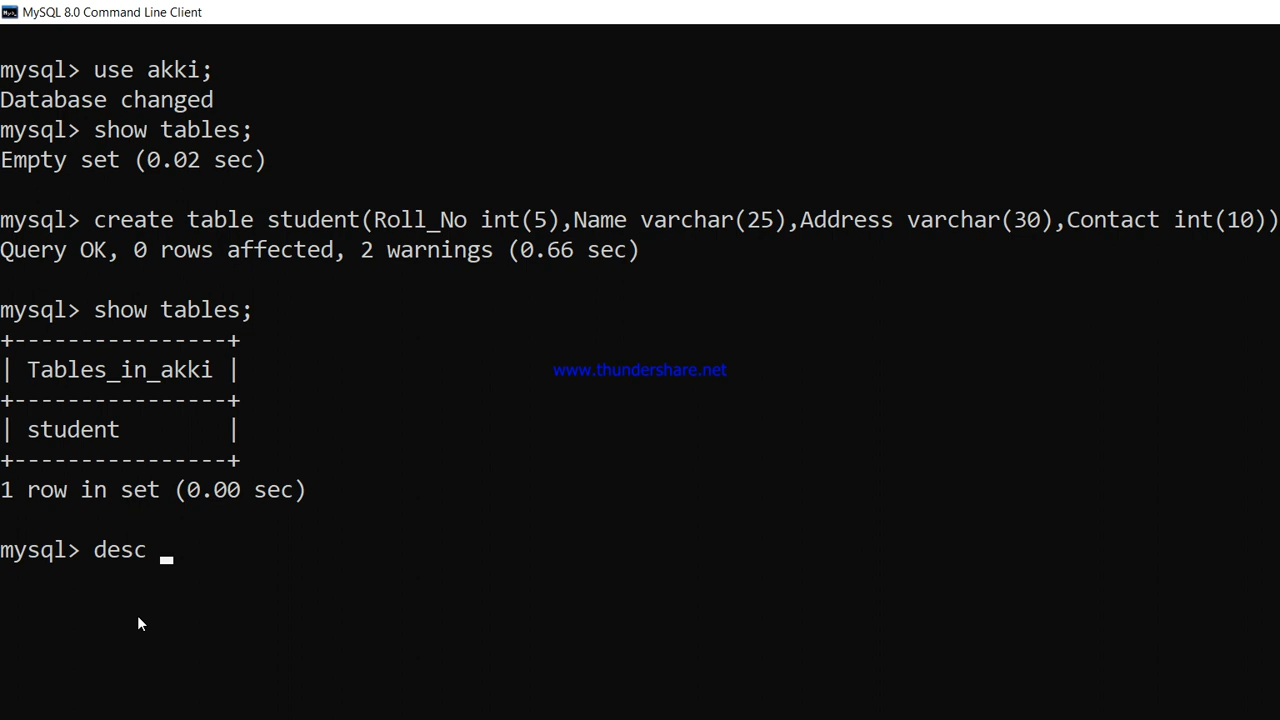 MySQL 8.0 Command Line Client
mysql> use akki;
Database changed
mysql> show tables;
Empty set (0.02 sec)
mysql> create table student(Roll_No int(5),Name varchar(25),Address varchar(30),Contact int(10))
Query OK, 0 rows affected, 2 warnings (0.66 sec)
mysql> show tables;
+----------------+
| Tables_in_akki |
+----------------+
| student        |
+----------------+
1 row in set (0.00 sec)
mysql> desc
www.thundershare.net